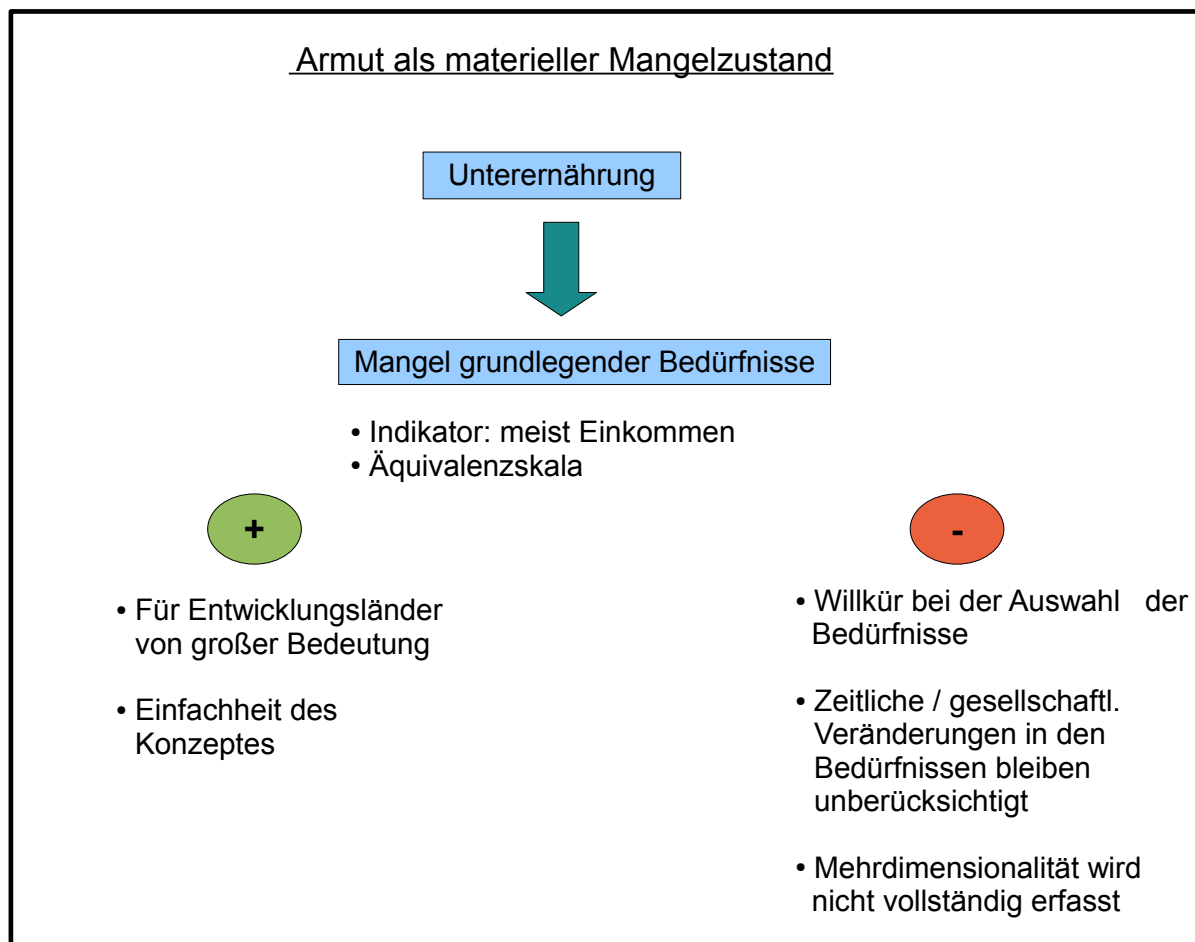 Armut als materieller Mangelzustand
Unterernährung
Mangel grundlegender Bedürfnisse
• Indikator: meist Einkommen
• Äquivalenzskala
+
• Für Entwicklungsländer
von großer Bedeutung
• Einfachheit des
Konzeptes
-
• Willkür bei der Auswahl der
Bedürfnisse
• Zeitliche / gesellschaftl.
Veränderungen in den
Bedürfnissen bleiben
unberücksichtigt
• Mehrdimensionalität wird
nicht vollständig erfasst